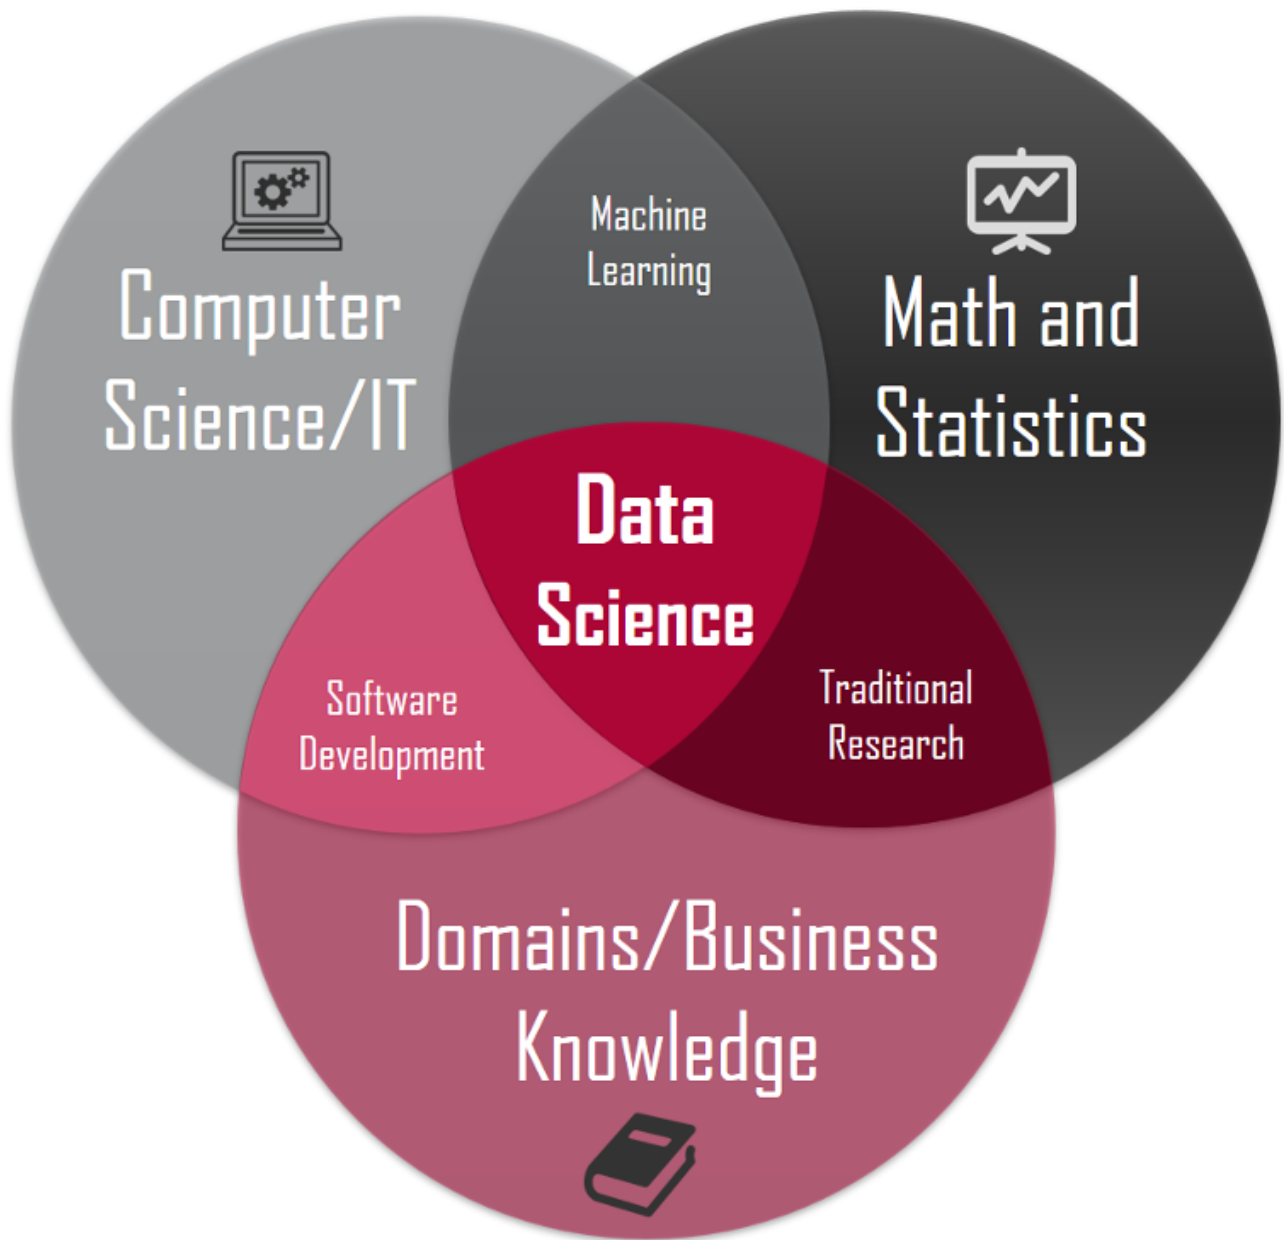 Machine
Learning
Computer
Science/IT
Math and
Statistics
Data
Science
Software
Development
Traditional
Research
Domains/Business
Knowledge